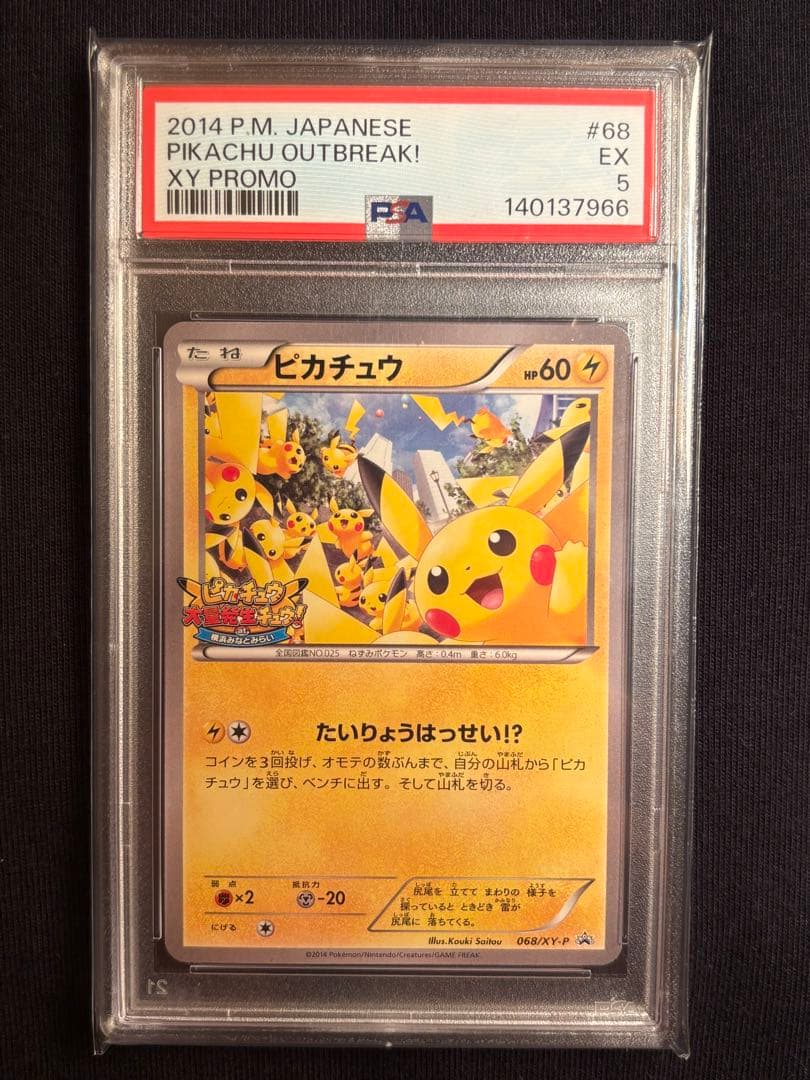 2014 P.M. JAPANESE #68
PIKACHU OUTBREAK! EX
XY PROMO 5
PSA 140137966
たね ピカチュウ HP60
ピカチュウ
大量発生チュウ!
at
横浜みなとみらい
全国図鑑NO.025 ねずみポケモン 高さ:0.4m 重さ:6.0kg
たいりょうはっせい!?
コインを3回投げ、オモテの数ぶんまで、自分の山札から「ピカ
チュウ」を選び、ベンチに出す。そして山札を切る。
弱点 抵抗力
×2 -20
にげる
尻尾を 立てて まわりの 様子を
探っていると ときどき 雷が
尻尾に 落ちてくる。
Illus.Kouki Saitou 068/XY-P
©2014 Pokémon/Nintendo/Creatures/GAME FREAK.
21